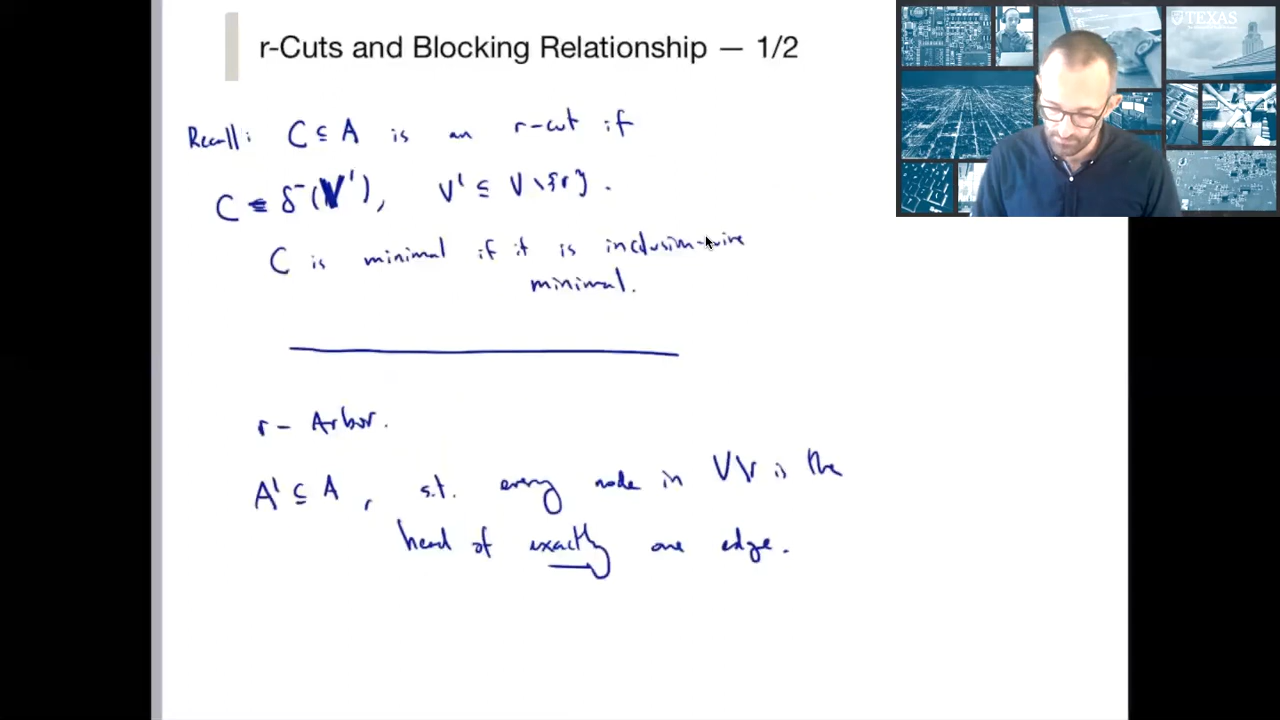 r-Cuts and Blocking Relationship — 1/2
TEXAS
Recall: C ⊆ A is an r-cut if
C = δ⁻(V'), V' ⊆ V \ {r}.
C is minimal if it is inclusion-wise
minimal.
r - Arbor.
A' ⊆ A, s.t. every node in V\r is the
head of exactly one edge.